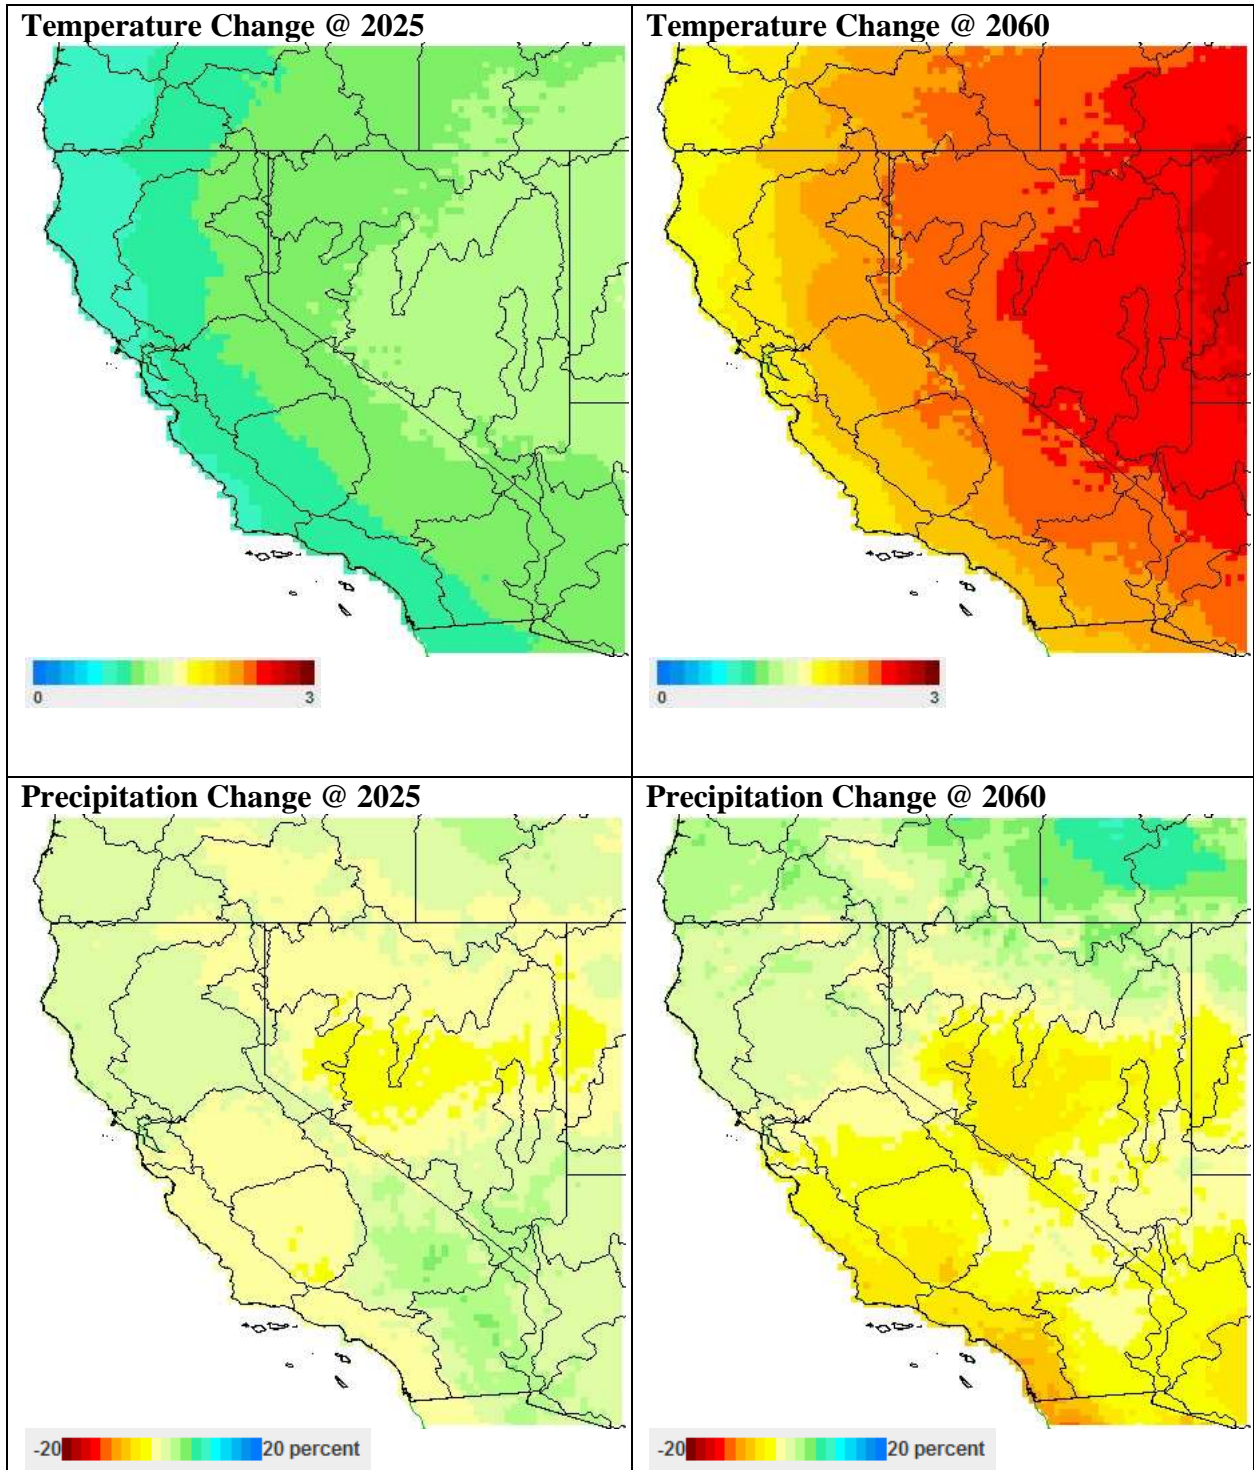 Temperature Change @ 2025
Temperature Change @ 2060
0 3
0 3
Precipitation Change @ 2025
Precipitation Change @ 2060
-20 20 percent
-20 20 percent